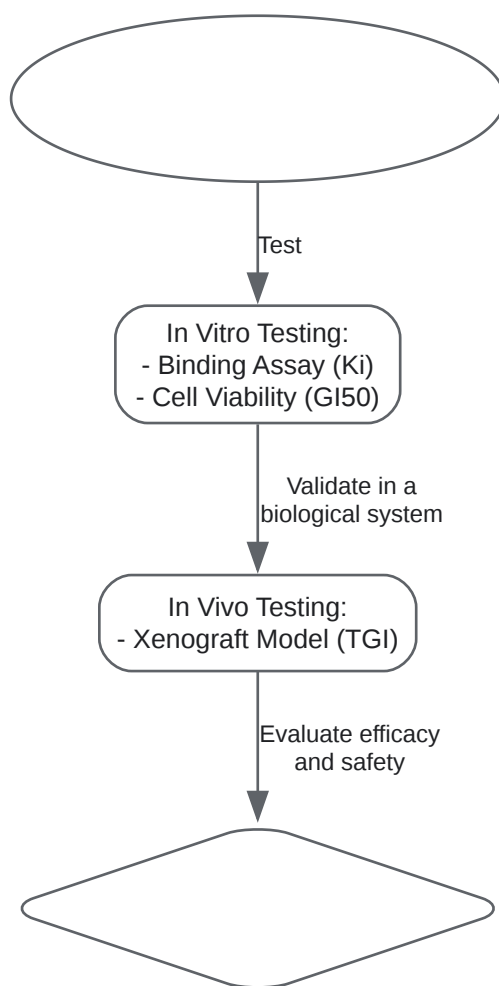 Test
In Vitro Testing:
- Binding Assay (Ki)
- Cell Viability (GI50)
Validate in a
biological system
In Vivo Testing:
- Xenograft Model (TGI)
Evaluate efficacy
and safety